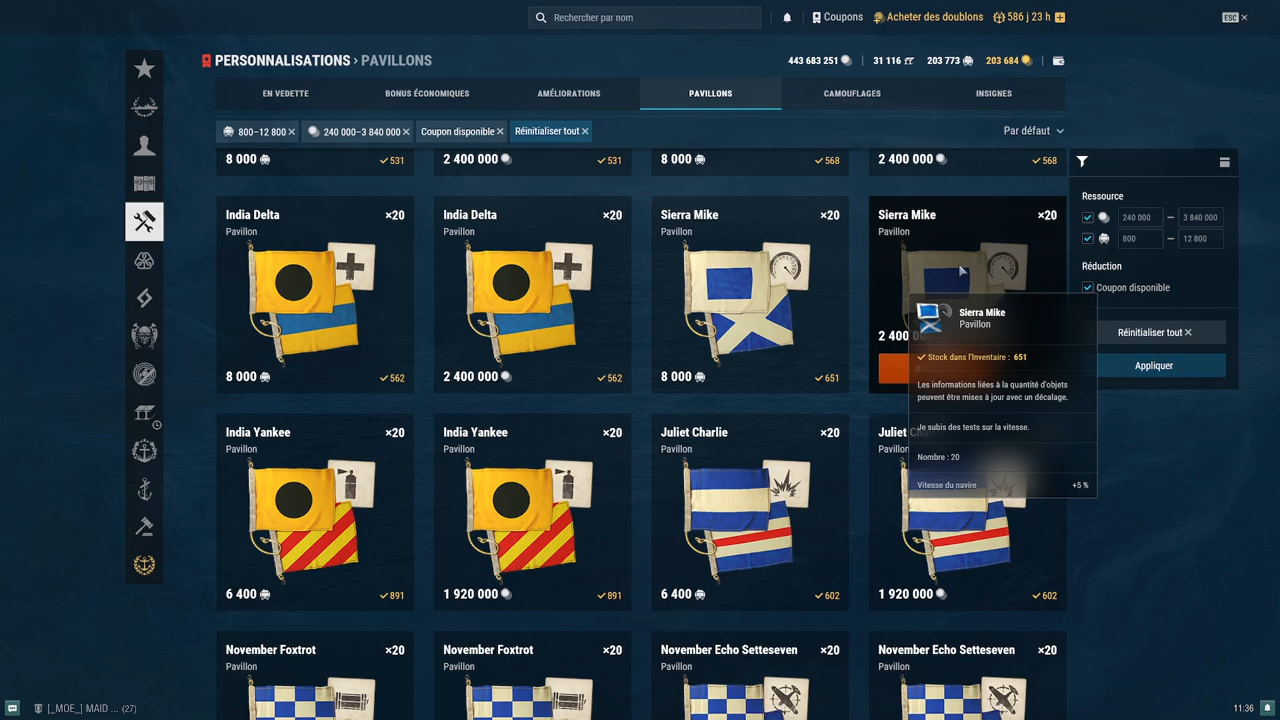 Rechercher par nom
Coupons
Acheter des doublons
586 j 23 h
ESC
PERSONNALISATIONS › PAVILLONS
443 683 251
31 116
203 773
203 684
EN VEDETTE
BONUS ÉCONOMIQUES
AMÉLIORATIONS
PAVILLONS
CAMOUFLAGES
INSIGNES
800–12 800
240 000–3 840 000
Coupon disponible
Réinitialiser tout
Par défaut
8 000
531
2 400 000
531
8 000
568
2 400 000
568
Ressource
240 000 — 3 840 000
800 — 12 800
Réduction
Coupon disponible
Réinitialiser tout
Appliquer
India Delta ×20
Pavillon
8 000
562
India Delta ×20
Pavillon
2 400 000
562
Sierra Mike ×20
Pavillon
8 000
651
Sierra Mike ×20
Pavillon
2 400
Sierra Mike
Pavillon
Stock dans l'Inventaire : 651
Les informations liées à la quantité d'objets
peuvent être mises à jour avec un décalage.
Je subis des tests sur la vitesse.
Nombre : 20
Vitesse du navire +5 %
India Yankee ×20
Pavillon
6 400
891
India Yankee ×20
Pavillon
1 920 000
891
Juliet Charlie ×20
Pavillon
6 400
602
Juliet
Pavillon
1 920 000
602
November Foxtrot ×20
Pavillon
November Foxtrot ×20
Pavillon
November Echo Setteseven ×20
Pavillon
November Echo Setteseven ×20
Pavillon
[_MOE_] MAID ... (27)
11:36